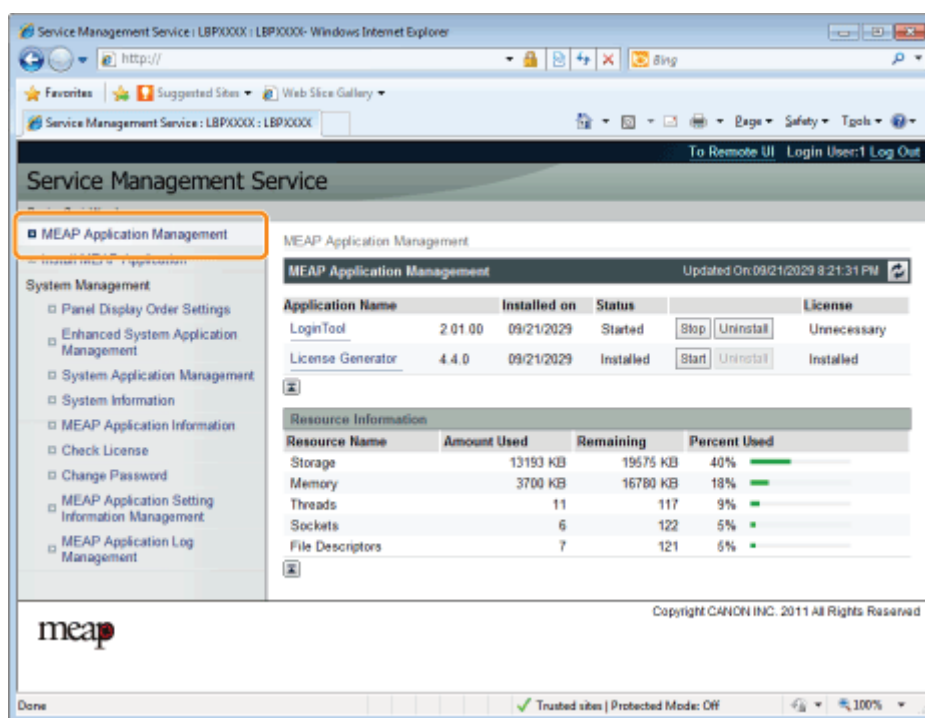 Service Management Service : LBPXXXX : LBPXXXX- Windows Internet Explorer
http://
Bing
Favorites Suggested Sites Web Slice Gallery
Service Management Service : LBPXXXX : LBPXXXX
Page Safety Tools
To Remote UI Login User:1 Log Out
Service Management Service
MEAP Application Management
Install MEAP Application
System Management
Panel Display Order Settings
Enhanced System Application
Management
System Application Management
System Information
MEAP Application Information
Check License
Change Password
MEAP Application Setting
Information Management
MEAP Application Log
Management
MEAP Application Management
MEAP Application Management Updated On:09/21/2029 8:21:31 PM
Application Name Installed on Status License
LoginTool 2.01.00 09/21/2029 Started Stop Uninstall Unnecessary
License Generator 4.4.0 09/21/2029 Installed Start Uninstall Installed
Resource Information
Resource Name Amount Used Remaining Percent Used
Storage 13193 KB 19575 KB 40%
Memory 3700 KB 16780 KB 18%
Threads 11 117 9%
Sockets 6 122 5%
File Descriptors 7 121 6%
Copyright CANON INC. 2011 All Rights Reserved
meap
Done Trusted sites | Protected Mode: Off 100%